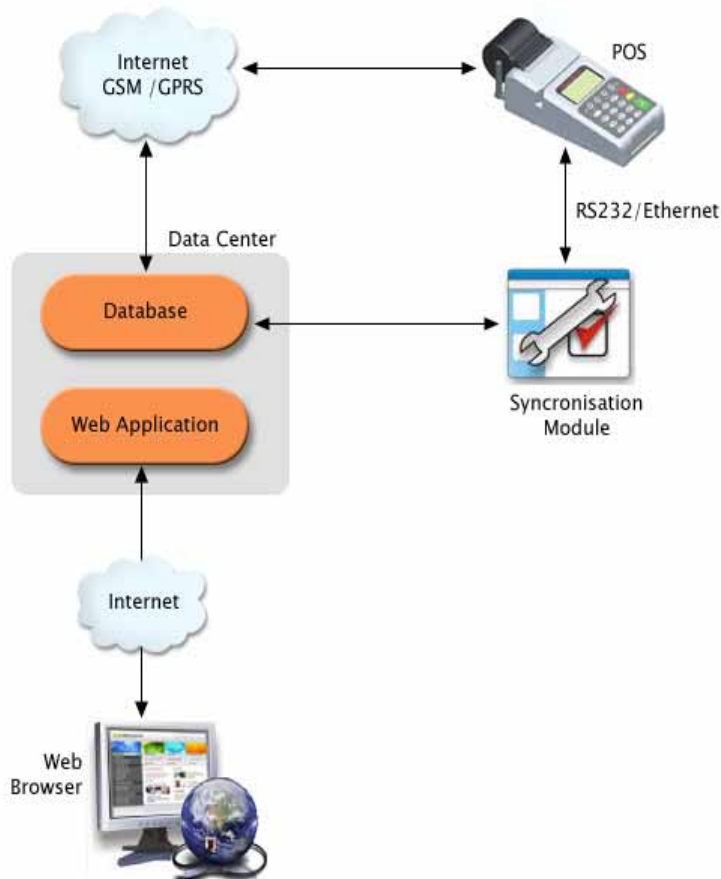 Internet
GSM /GPRS
POS
RS232/Ethernet
Data Center
Database
Web Application
Syncronisation
Module
Internet
Web
Browser